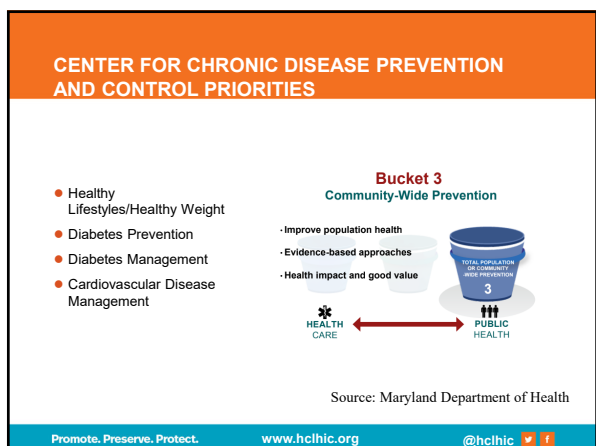 CENTER FOR CHRONIC DISEASE PREVENTION
AND CONTROL PRIORITIES
● Healthy
Lifestyles/Healthy Weight
● Diabetes Prevention
● Diabetes Management
● Cardiovascular Disease
Management
Bucket 3
Community-Wide Prevention
· Improve population health
· Evidence-based approaches
· Health impact and good value
TOTAL POPULATION
OR COMMUNITY
-WIDE PREVENTION
3
HEALTH
CARE
PUBLIC
HEALTH
Source: Maryland Department of Health
Promote. Preserve. Protect.
www.hclhic.org
@hclhic